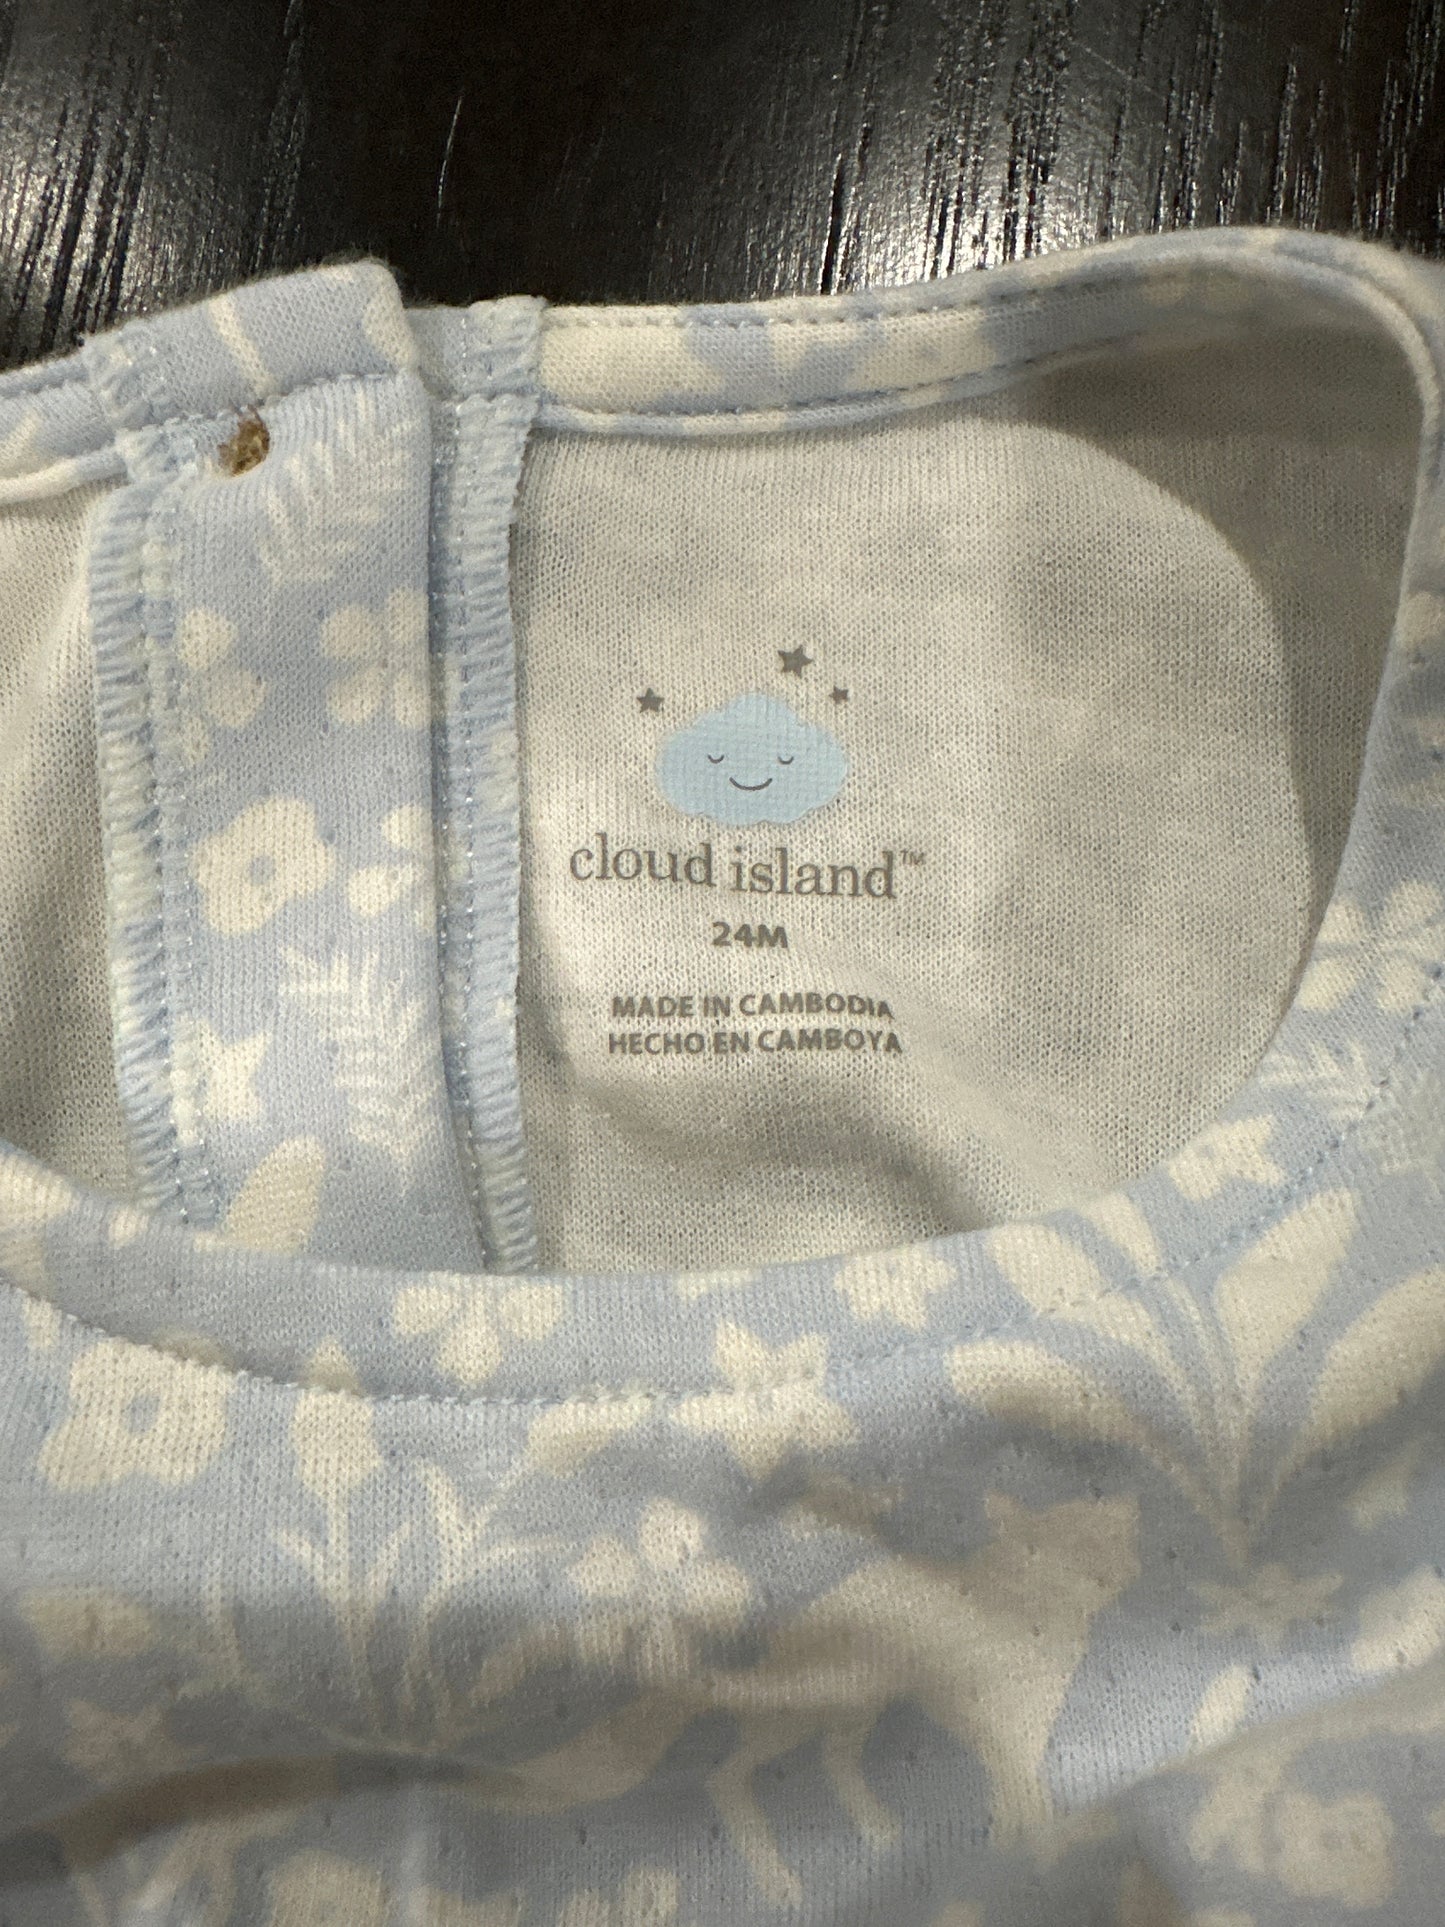 cloud island™
24M
MADE IN CAMBODIA
HECHO EN CAMBOYA